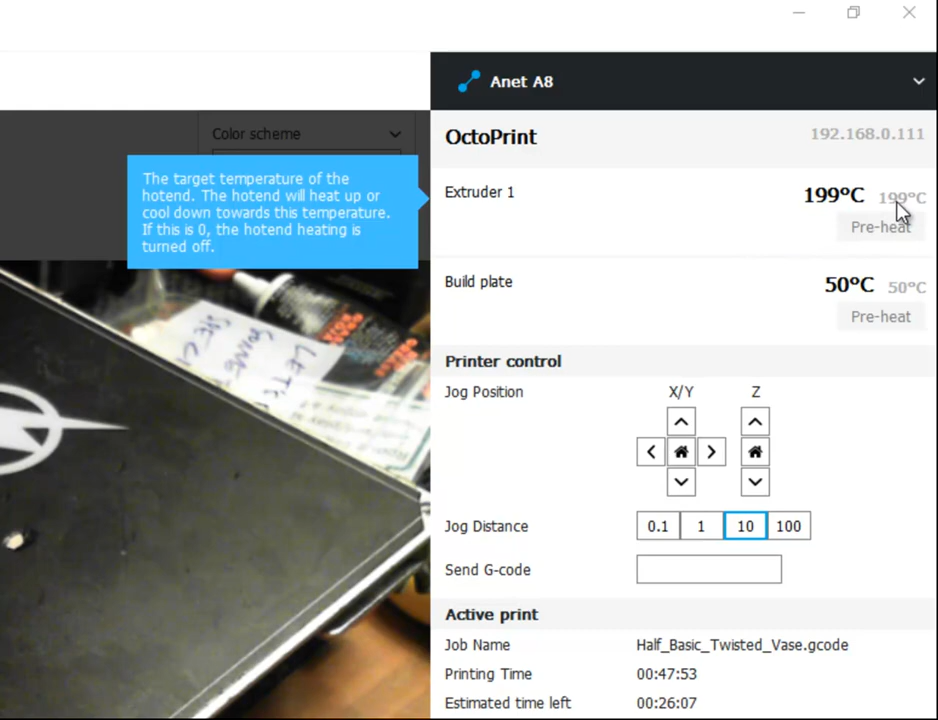 Anet A8
Color scheme
OctoPrint
192.168.0.111
The target temperature of the
hotend. The hotend will heat up or
cool down towards this temperature.
If this is 0, the hotend heating is
turned off.
Extruder 1
199°C
199°C
Pre-heat
Build plate
50°C
50°C
Pre-heat
Printer control
Jog Position
X/Y
Z
Jog Distance
0.1
1
10
100
Send G-code
Active print
Job Name
Half_Basic_Twisted_Vase.gcode
Printing Time
00:47:53
Estimated time left
00:26:07